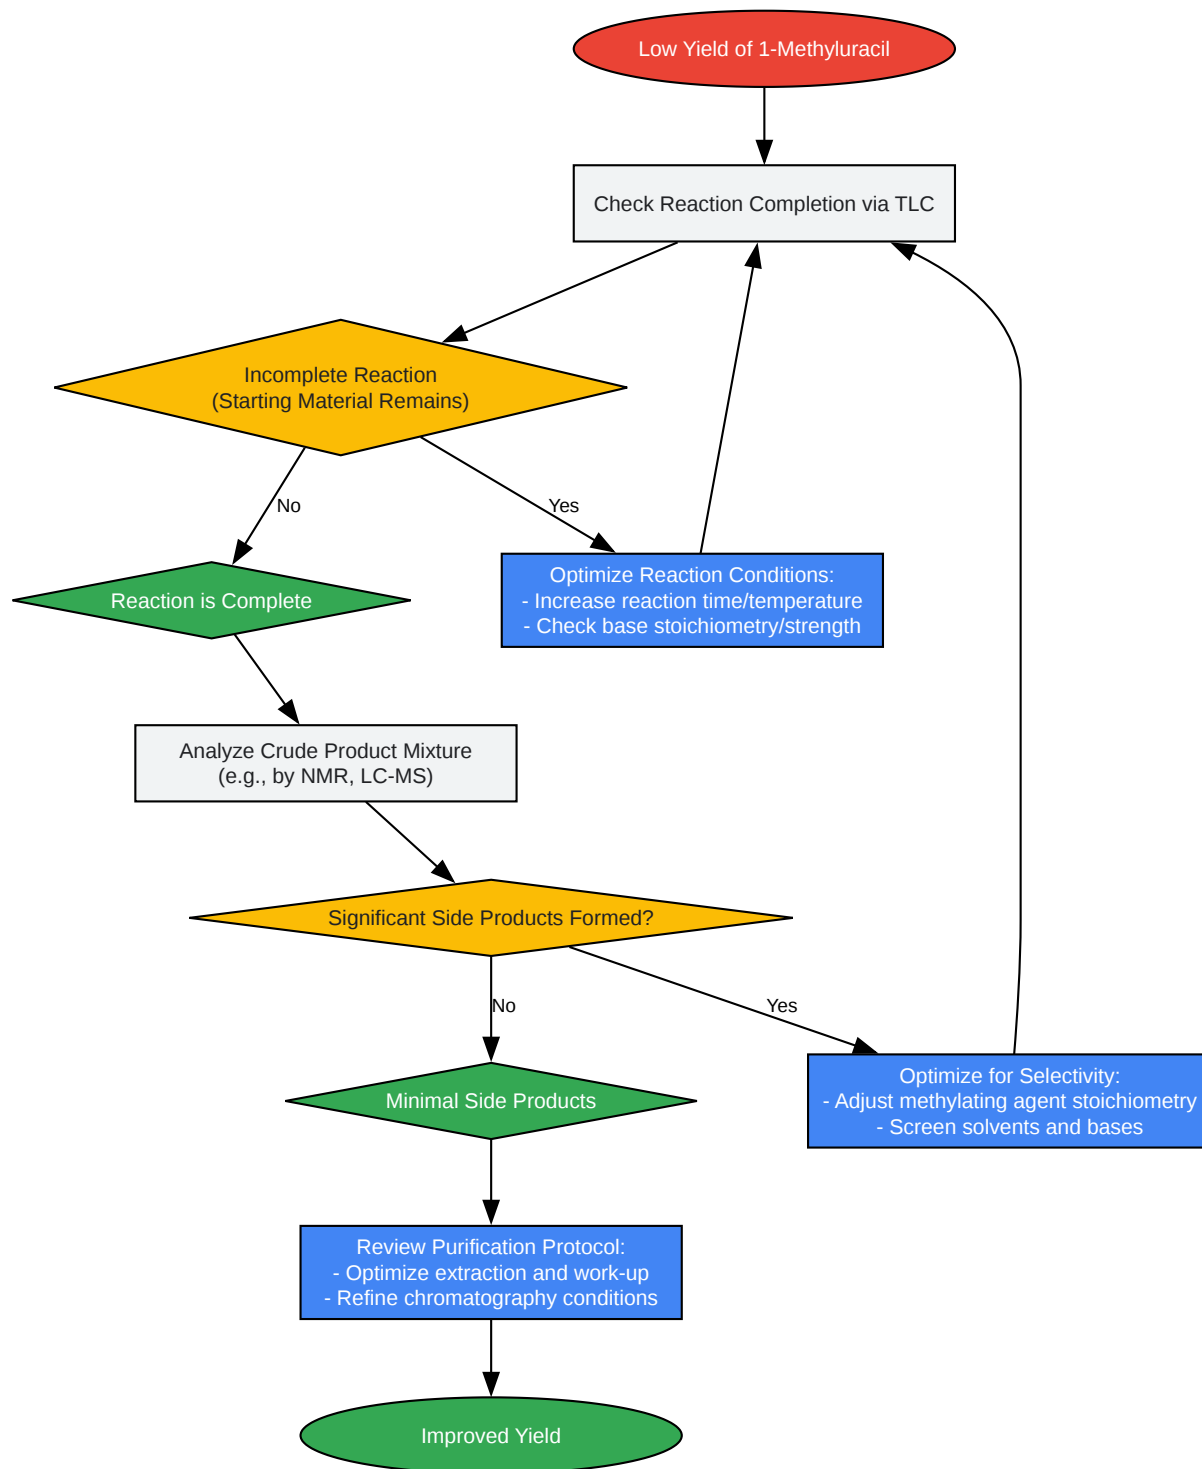 Low Yield of 1-Methyluracil
Check Reaction Completion via TLC
Incomplete Reaction
(Starting Material Remains)
No
Yes
Optimize Reaction Conditions:
- Increase reaction time/temperature
- Check base stoichiometry/strength
Reaction is Complete
Analyze Crude Product Mixture
(e.g., by NMR, LC-MS)
Significant Side Products Formed?
No
Yes
Optimize for Selectivity:
- Adjust methylating agent stoichiometry
- Screen solvents and bases
Minimal Side Products
Review Purification Protocol:
- Optimize extraction and work-up
- Refine chromatography conditions
Improved Yield